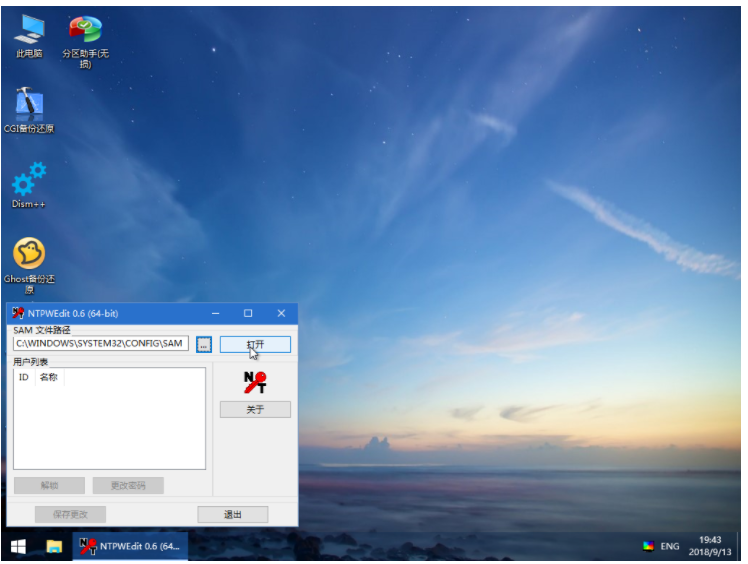 此电脑
分区助手(无
损)
CGI备份还原
Dism++
Ghost备份还
原
NTPWEdit 0.6 (64-bit)
SAM 文件路径
C:\WINDOWS\SYSTEM32\CONFIG\SAM
...
打开
用户列表
ID 名称
NT
关于
解锁
更改密码
保存更改
退出
NTPWEdit 0.6 (64...
ENG
19:43
2018/9/13